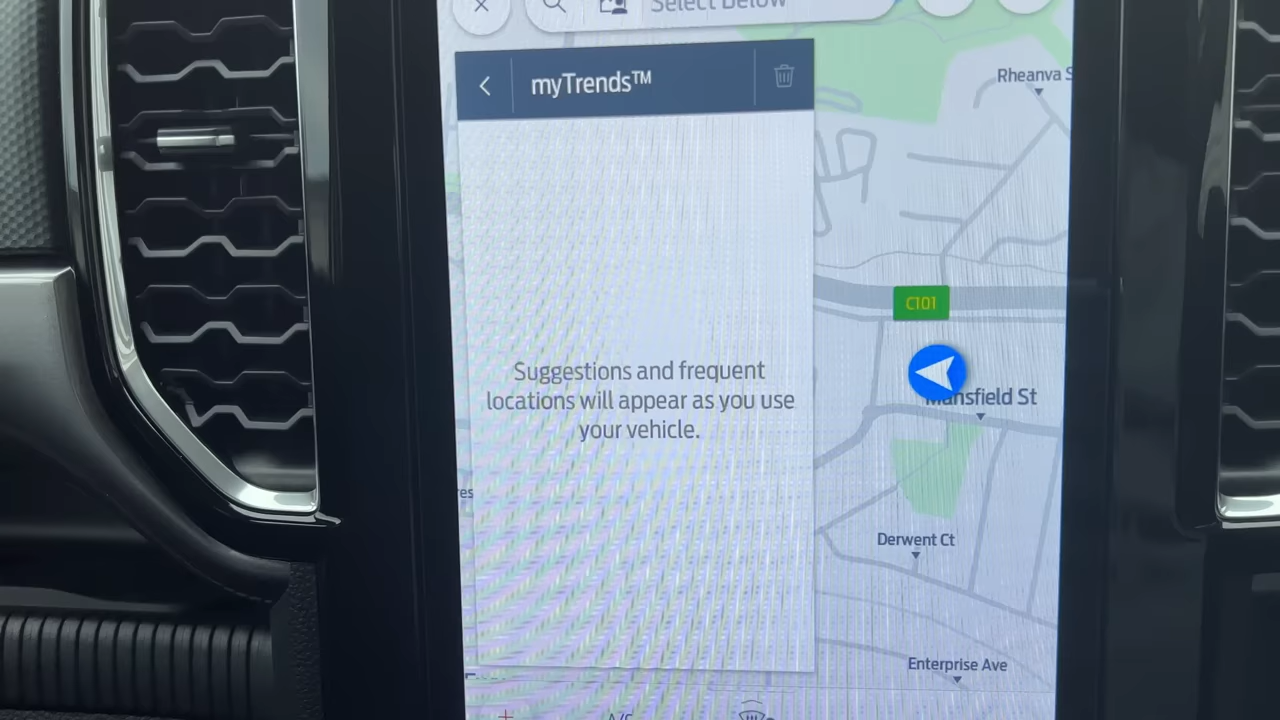 Select Below
myTrends™
Rheanva S
C101
Suggestions and frequent
locations will appear as you use
your vehicle.
Mansfield St
Derwent Ct
Enterprise Ave
A/C